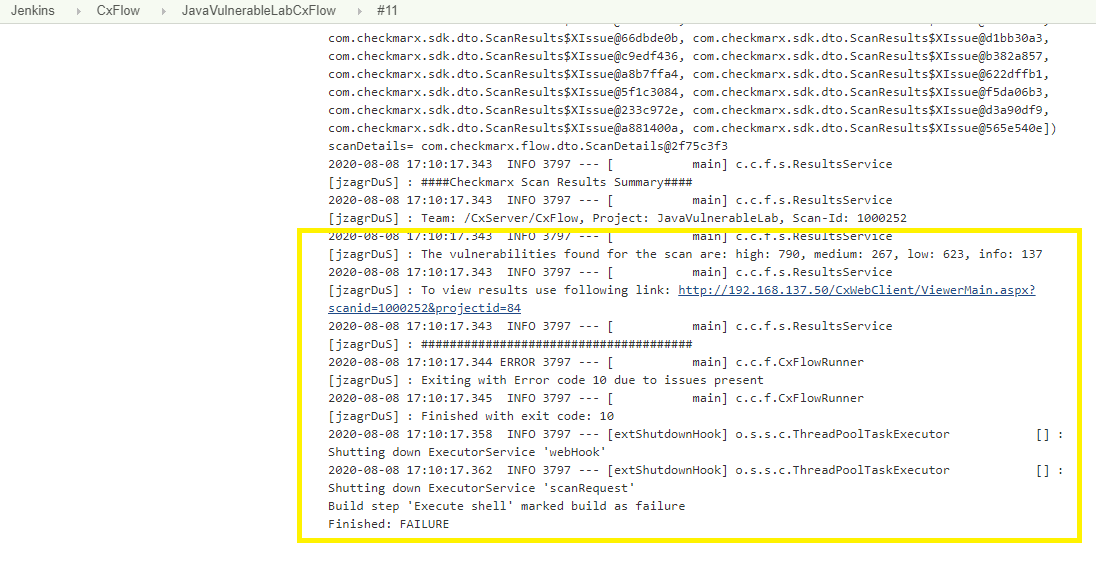 Jenkins CxFlow JavaVulnerableLabCxFlow #11
com.checkmarx.sdk.dto.ScanResults$XIssue@66dbde0b, com.checkmarx.sdk.dto.ScanResults$XIssue@d1bb30a3,
com.checkmarx.sdk.dto.ScanResults$XIssue@c9edf436, com.checkmarx.sdk.dto.ScanResults$XIssue@b382a857,
com.checkmarx.sdk.dto.ScanResults$XIssue@a8b7ffa4, com.checkmarx.sdk.dto.ScanResults$XIssue@622dffb1,
com.checkmarx.sdk.dto.ScanResults$XIssue@5f1c3084, com.checkmarx.sdk.dto.ScanResults$XIssue@f5da06b3,
com.checkmarx.sdk.dto.ScanResults$XIssue@233c972e, com.checkmarx.sdk.dto.ScanResults$XIssue@d3a90df9,
com.checkmarx.sdk.dto.ScanResults$XIssue@a881400a, com.checkmarx.sdk.dto.ScanResults$XIssue@565e540e])
scanDetails= com.checkmarx.flow.dto.ScanDetails@2f75c3f3
2020-08-08 17:10:17.343  INFO 3797 --- [           main] c.c.f.s.ResultsService
[jzagrDuS] : ####Checkmarx Scan Results Summary####
2020-08-08 17:10:17.343  INFO 3797 --- [           main] c.c.f.s.ResultsService
[jzagrDuS] : Team: /CxServer/CxFlow, Project: JavaVulnerableLab, Scan-Id: 1000252
2020-08-08 17:10:17.343  INFO 3797 --- [           main] c.c.f.s.ResultsService
[jzagrDuS] : The vulnerabilities found for the scan are: high: 790, medium: 267, low: 623, info: 137
2020-08-08 17:10:17.343  INFO 3797 --- [           main] c.c.f.s.ResultsService
[jzagrDuS] : To view results use following link: http://192.168.137.50/CxWebClient/ViewerMain.aspx?
scanid=1000252&projectid=84
2020-08-08 17:10:17.343  INFO 3797 --- [           main] c.c.f.s.ResultsService
[jzagrDuS] : ######################################
2020-08-08 17:10:17.344 ERROR 3797 --- [           main] c.c.f.CxFlowRunner
[jzagrDuS] : Exiting with Error code 10 due to issues present
2020-08-08 17:10:17.345  INFO 3797 --- [           main] c.c.f.CxFlowRunner
[jzagrDuS] : Finished with exit code: 10
2020-08-08 17:10:17.358  INFO 3797 --- [extShutdownHook] o.s.s.c.ThreadPoolTaskExecutor            [] :
Shutting down ExecutorService 'webHook'
2020-08-08 17:10:17.362  INFO 3797 --- [extShutdownHook] o.s.s.c.ThreadPoolTaskExecutor            [] :
Shutting down ExecutorService 'scanRequest'
Build step 'Execute shell' marked build as failure
Finished: FAILURE